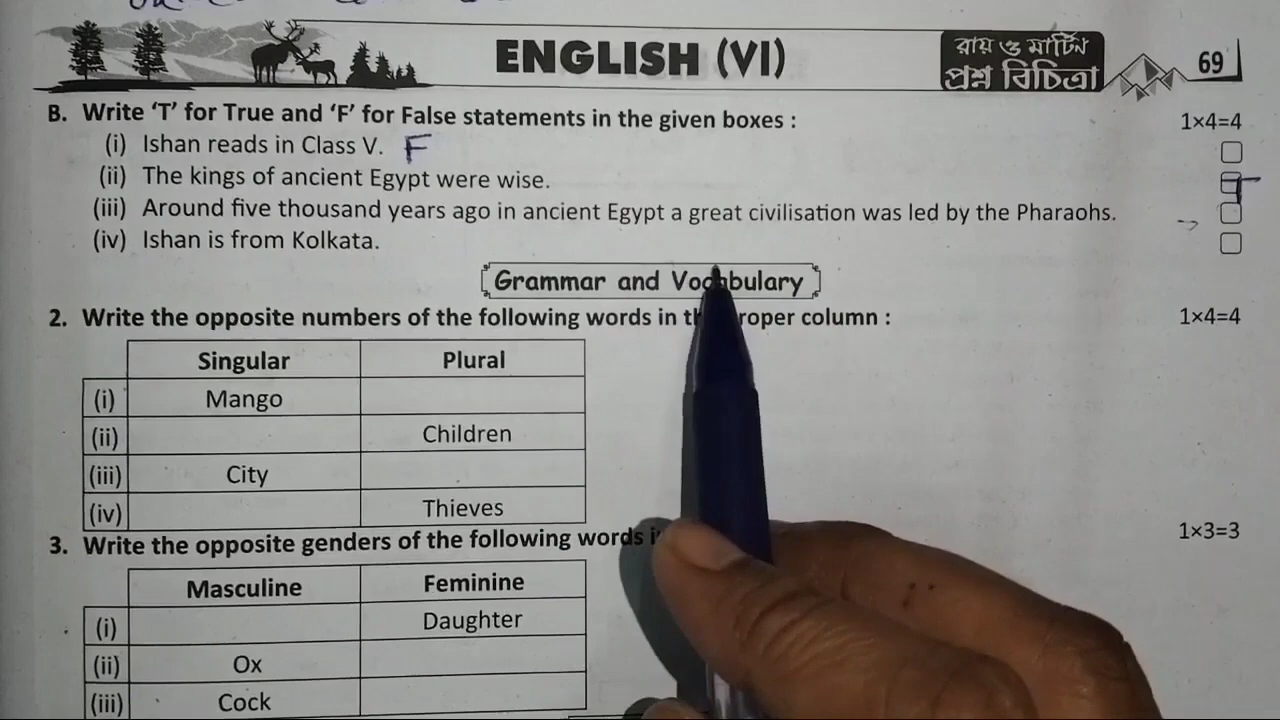 ENGLISH (VI)
রায় ও মার্টিন
প্রশ্ন বিচিত্রা
69
B. Write ‘T’ for True and ‘F’ for False statements in the given boxes : 1×4=4
(i) Ishan reads in Class V. F
(ii) The kings of ancient Egypt were wise. T
(iii) Around five thousand years ago in ancient Egypt a great civilisation was led by the Pharaohs.
(iv) Ishan is from Kolkata.
Grammar and Vocabulary
2. Write the opposite numbers of the following words in roper column : 1×4=4
Singular Plural
(i) Mango
(ii) Children
(iii) City
(iv) Thieves
3. Write the opposite genders of the following words 1×3=3
Masculine Feminine
(i) Daughter
(ii) Ox
(iii) Cock